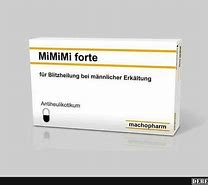 MiMiMi forte
für Blitzheilung bei männlicher Erkältung
Antiheulikotikum
machopharm